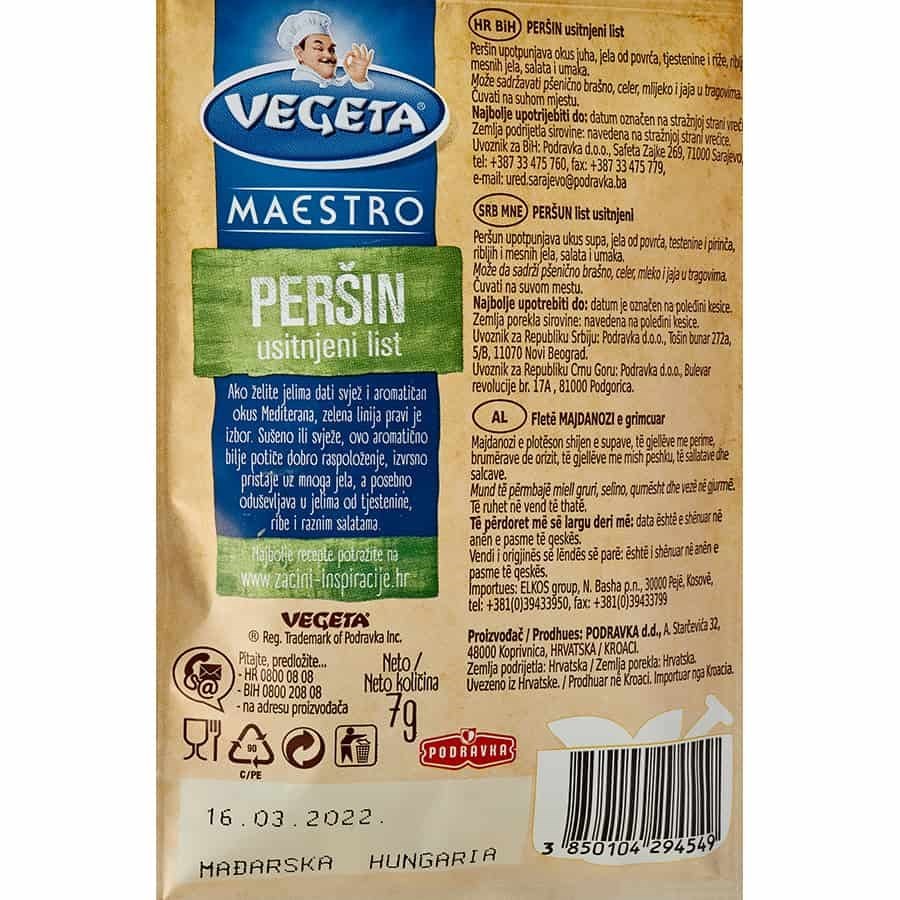 VEGETA®
MAESTRO
PERŠIN
usitnjeni list
Ako želite jelima dati svjež i aromatičan
okus Mediterana, zelena linija pravi je
izbor. Sušeno ili svježe, ovo aromatično
bilje potiče dobro raspoloženje, izvrsno
pristaje uz mnoga jela, a posebno
oduševljava u jelima od tjestenine,
ribe i raznim salatama.
Najbolje recepte potražite na
www.zacini-inspiracije.hr
VEGETA®
® Reg. Trademark of Podravka Inc.
Pitajte, predložite...
- HR 0800 08 08
- BiH 0800 208 08
- na adresu proizvođača
Neto /
Neto količina
7g
90
C/PE
PODRAVKA
16.03.2022.
MAĐARSKA HUNGARIA
HR BiH PERŠIN usitnjeni list
Peršin upotpunjava okus juha, jela od povrća, tjestenine i riže,
mesnih jela, salata i umaka.
Može sadržavati pšenično brašno, celer, mlijeko i jaja u tragovima.
Čuvati na suhom mjestu.
Najbolje upotrijebiti do: datum označen na stražnjoj strani
Zemlja podrijetla sirovine: navedena na stražnjoj strani vrećice.
Uvoznik za BiH: Podravka d.o.o., Safeta Zajke 269, 71000 Sarajevo,
tel: +387 33 475 760, fax: +387 33 475 779,
e-mail: ured.sarajevo@podravka.ba
SRB MNE PERŠUN list usitnjeni
Peršun upotpunjava ukus supa, jela od povrća, testenine i pirinča,
ribljih i mesnih jela, salata i umaka.
Može da sadrži pšenično brašno, celer, mleko i jaja u tragovima.
Čuvati na suvom mestu.
Najbolje upotrebiti do: datum je označen na poleđini kesice.
Zemlja porekla sirovine: navedena na poleđini kesice.
Uvoznik za Republiku Srbiju: Podravka d.o.o., Tošin bunar 272a,
5/B, 11070 Novi Beograd.
Uvoznik za Republiku Crnu Goru: Podravka d.o.o., Bulevar
revolucije br. 17A , 81000 Podgorica.
AL Fletë MAJDANOZI e grimcuar
Majdanozi e plotëson shijen e supave, të gjellëve me perime,
brumërave de orizit, të gjellëve me mish peshku, të sallatave dhe
salcave.
Mund të përmbajë miell gruri, selino, qumësht dhe vezë në gjurmë.
Të ruhet në vend të thatë.
Të përdoret më së largu deri më: data është e shënuar në
anën e pasme të qeskës.
Vendi i origjinës së lëndës së parë: është i shënuar në anën e
pasme të qeskës.
Importues: ELKOS group, N. Basha p.n., 30000 Pejë, Kosovë,
tel: +381(0)39433950, fax: +381(0)39433799
Proizvođač / Prodhues: PODRAVKA d.d., A. Starčevića 32,
48000 Koprivnica, HRVATSKA / KROACI.
Zemlja podrijetla: Hrvatska / Zemlja porekla: Hrvatska.
Uvezeno iz Hrvatske. / Prodhuar në Kroaci. Importuar nga Kroacia.
3 850104 294549